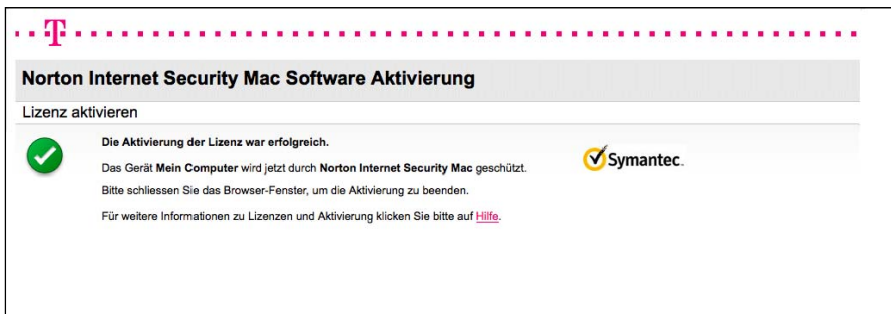 T
Norton Internet Security Mac Software Aktivierung
Lizenz aktivieren
Die Aktivierung der Lizenz war erfolgreich.
Das Gerät Mein Computer wird jetzt durch Norton Internet Security Mac geschützt.
Bitte schliessen Sie das Browser-Fenster, um die Aktivierung zu beenden.
Für weitere Informationen zu Lizenzen und Aktivierung klicken Sie bitte auf Hilfe.
Symantec.